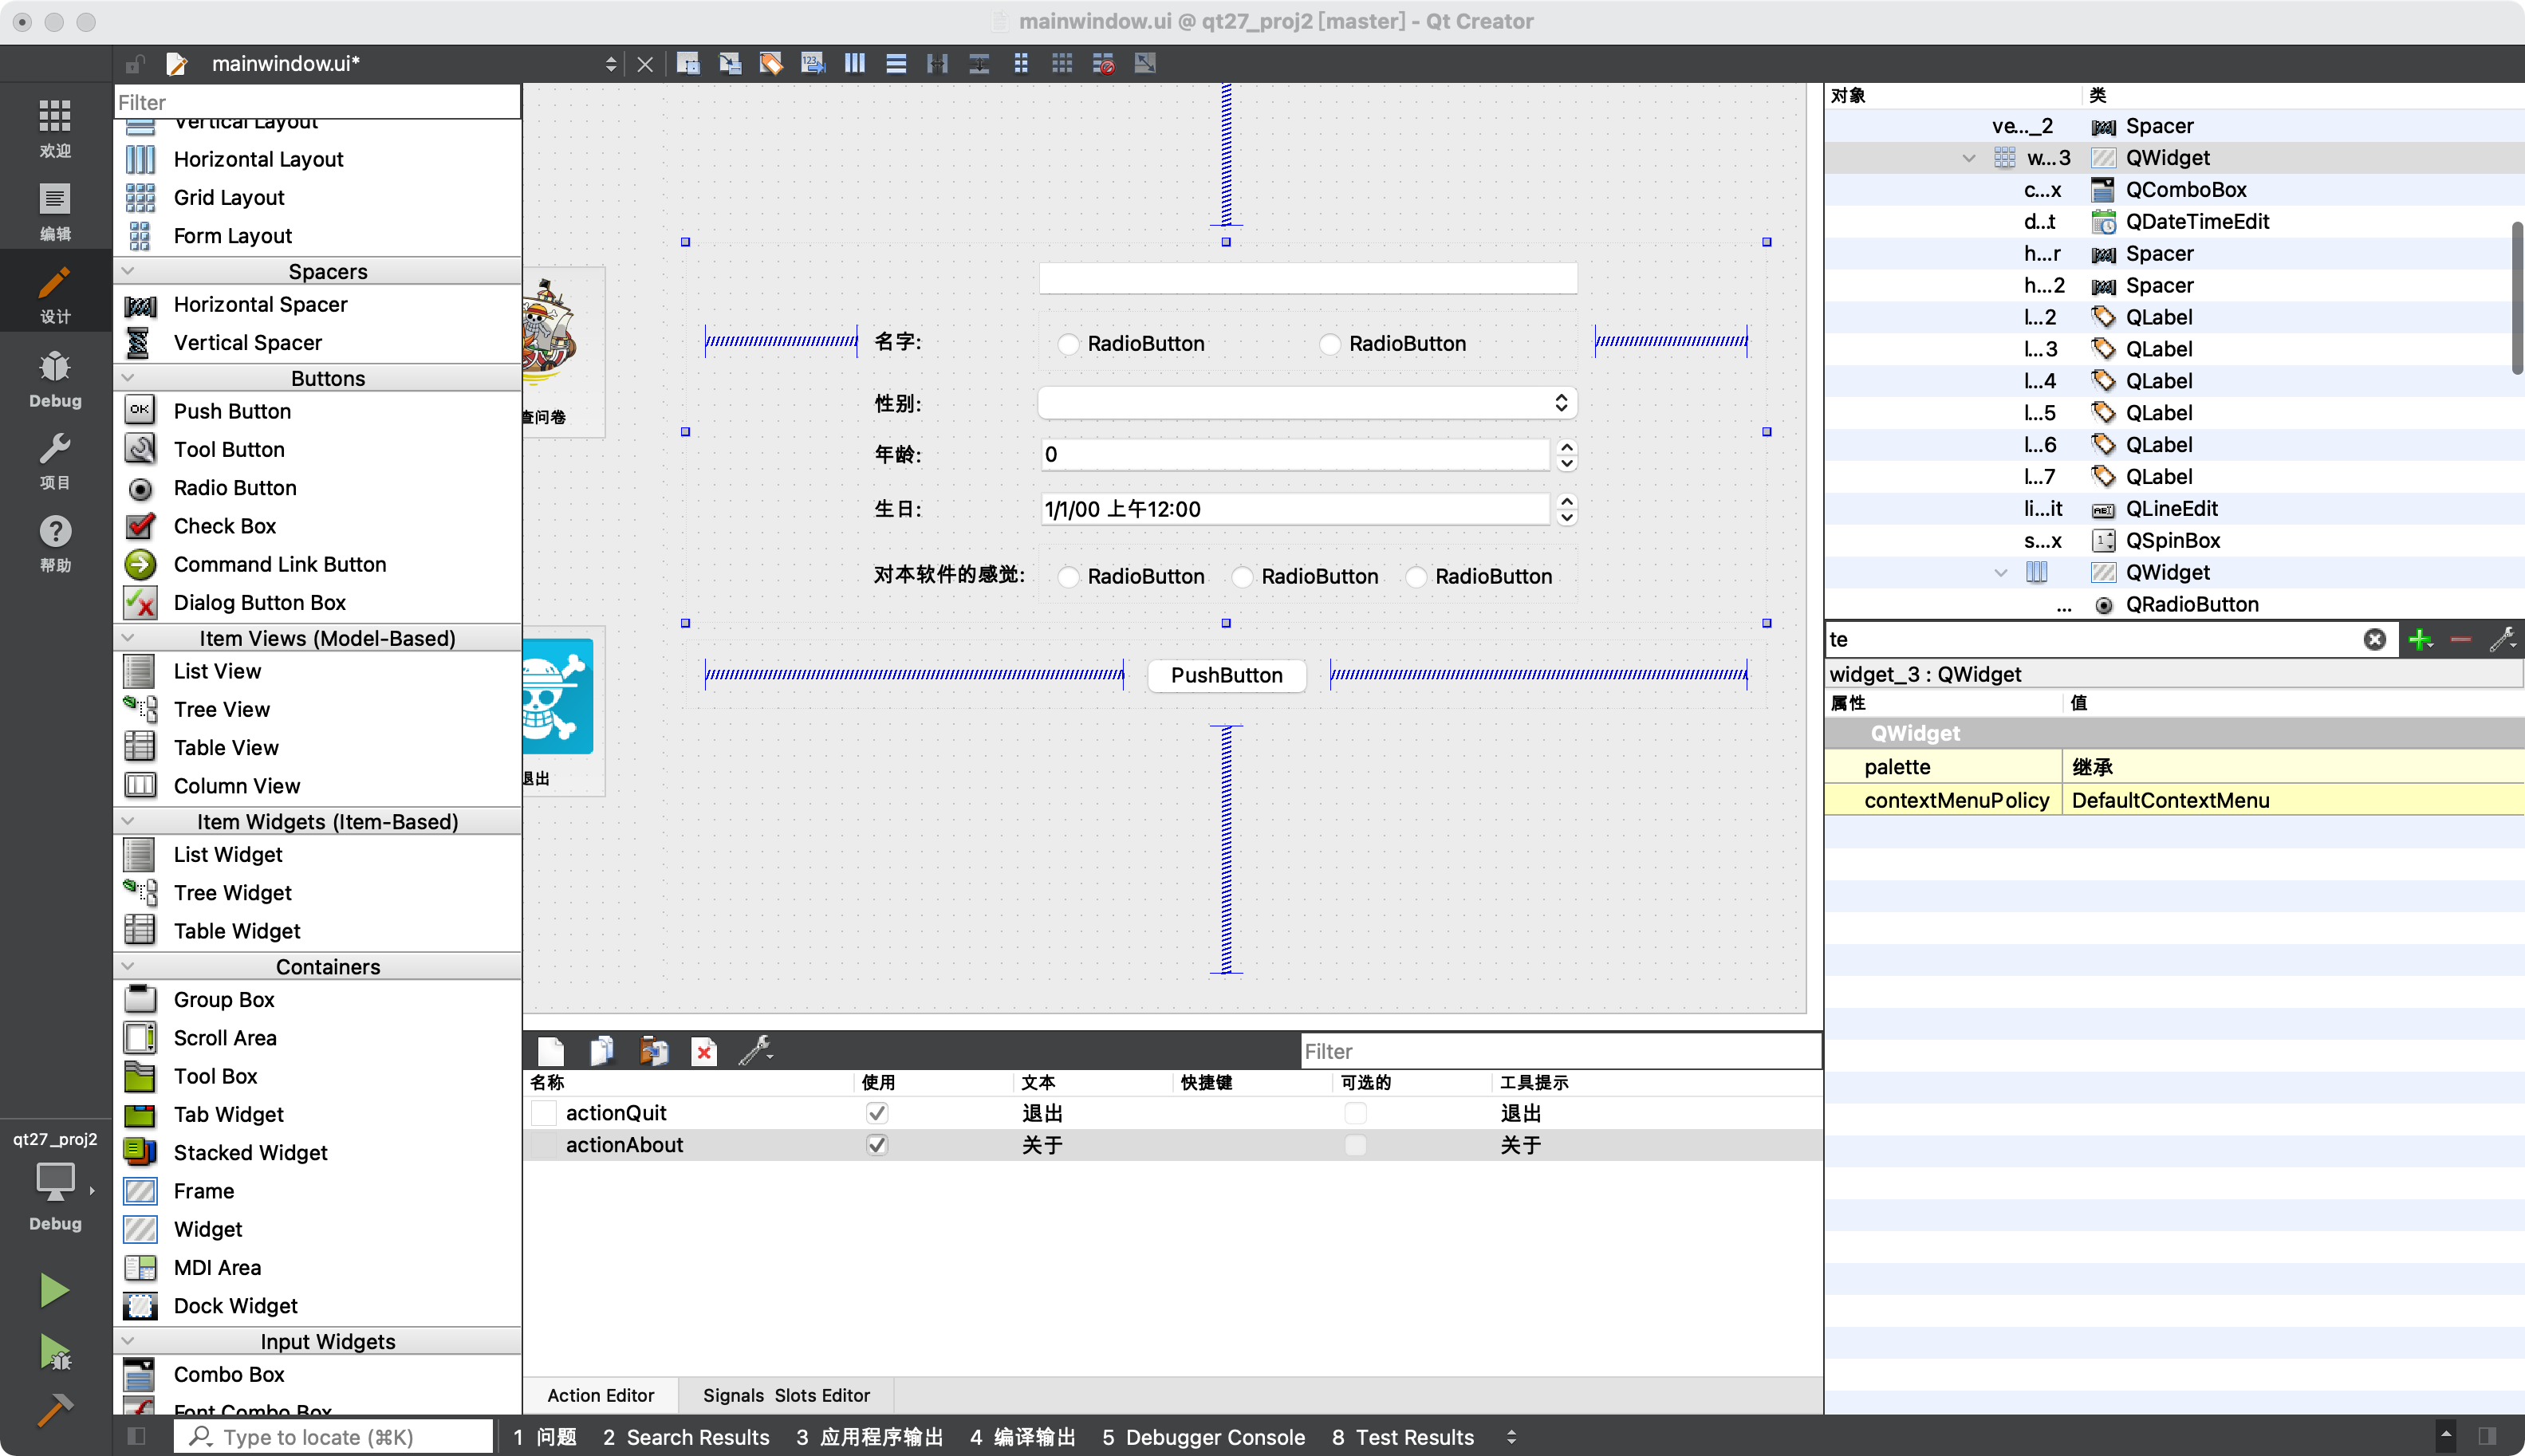 mainwindow.ui @ qt27_proj2 [master] - Qt Creator
mainwindow.ui*
欢迎
编辑
设计
Debug
项目
帮助
qt27_proj2
Debug
Filter
Vertical Layout
Horizontal Layout
Grid Layout
Form Layout
Spacers
Horizontal Spacer
Vertical Spacer
Buttons
Push Button
Tool Button
Radio Button
Check Box
Command Link Button
Dialog Button Box
Item Views (Model-Based)
List View
Tree View
Table View
Column View
Item Widgets (Item-Based)
List Widget
Tree Widget
Table Widget
Containers
Group Box
Scroll Area
Tool Box
Tab Widget
Stacked Widget
Frame
Widget
MDI Area
Dock Widget
Input Widgets
Combo Box
Font Combo Box
查问卷
退出
名字:
RadioButton RadioButton
性别:
年龄: 0
生日: 1/1/00 上午12:00
对本软件的感觉: RadioButton RadioButton RadioButton
PushButton
Filter
名称 使用 文本 快捷键 可选的 工具提示
actionQuit 退出 退出
actionAbout 关于 关于
Action Editor Signals Slots Editor
对象 类
ve..._2 Spacer
w...3 QWidget
c...x QComboBox
d...t QDateTimeEdit
h...r Spacer
h...2 Spacer
l...2 QLabel
l...3 QLabel
l...4 QLabel
l...5 QLabel
l...6 QLabel
l...7 QLabel
li...it QLineEdit
s...x QSpinBox
QWidget
... QRadioButton
te
widget_3 : QWidget
属性 值
QWidget
palette 继承
contextMenuPolicy DefaultContextMenu
Type to locate (⌘K)
1 问题 2 Search Results 3 应用程序输出 4 编译输出 5 Debugger Console 8 Test Results